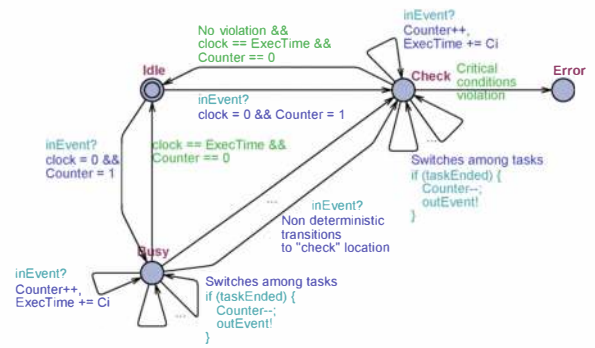 No violation &&
clock == ExecTime &&
Counter == 0
inEvent?
Counter++,
ExecTime += Ci
Idle
Check
Critical
conditions
violation
Error
inEvent?
clock = 0 && Counter = 1
inEvent?
clock = 0 &&
Counter = 1
clock == ExecTime &&
Counter == 0
...
Switches among tasks
if (taskEnded) {
Counter--;
outEvent!
}
...
inEvent?
Non deterministic
transitions
to "check" location
Busy
inEvent?
Counter++,
ExecTime += Ci
...
Switches among tasks
if (taskEnded) {
Counter--;
outEvent!
}